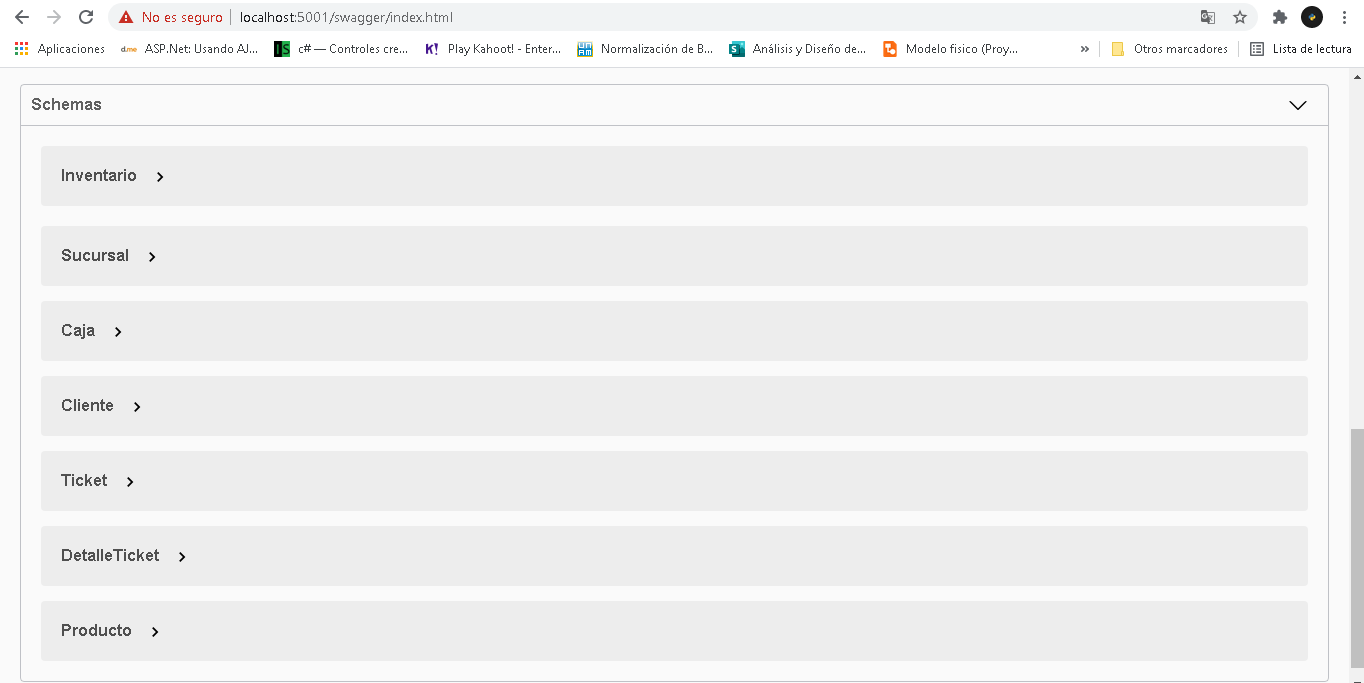 No es seguro localhost:5001/swagger/index.html
Aplicaciones d.me ASP.Net: Usando AJ... IS c# — Controles cre... K! Play Kahoot! - Enter... Normalización de B... S Análisis y Diseño de... Modelo fisico (Proy... » Otros marcadores Lista de lectura
Schemas
Inventario
Sucursal
Caja
Cliente
Ticket
DetalleTicket
Producto